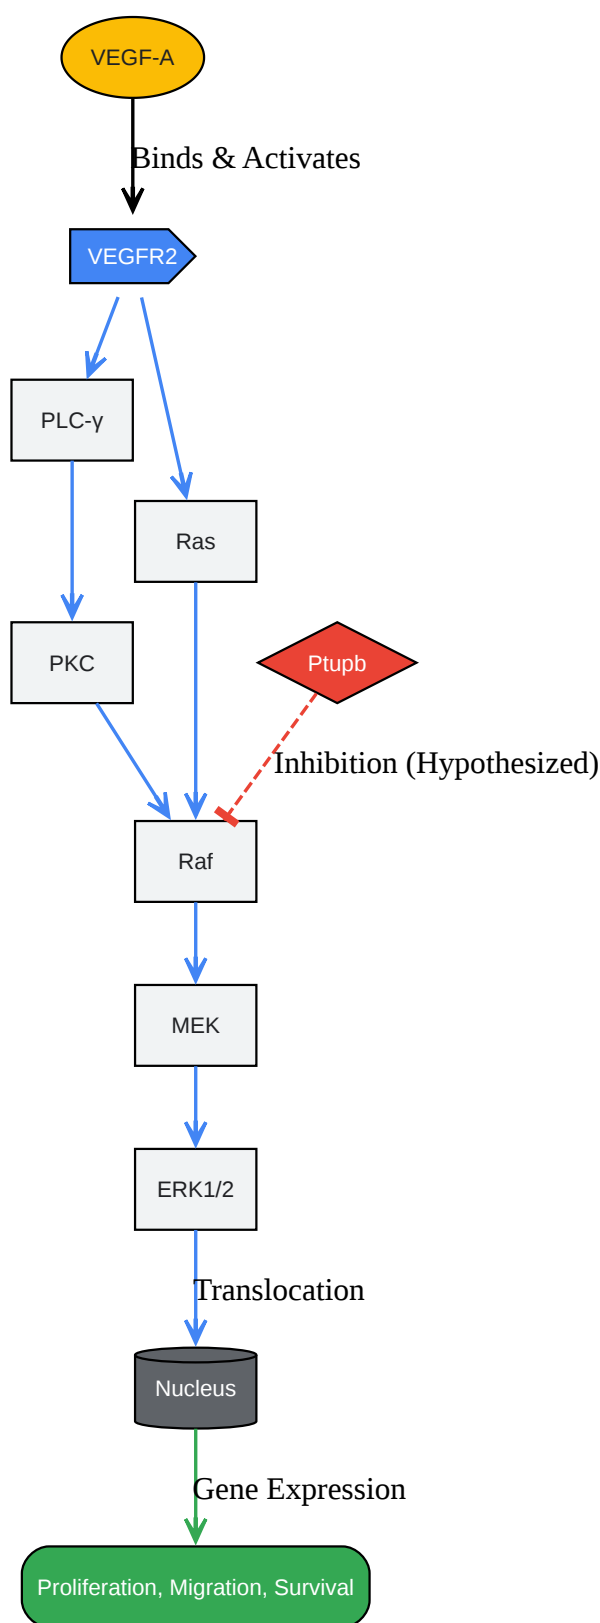 VEGF-A
Binds & Activates
VEGFR2
PLC-γ
Ras
PKC
Ptupb
Inhibition (Hypothesized)
Raf
MEK
ERK1/2
Translocation
Nucleus
Gene Expression
Proliferation, Migration, Survival